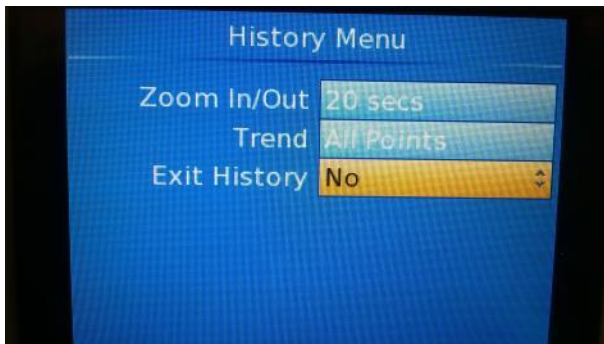 History Menu
Zoom In/Out 20 secs
Trend All Points
Exit History No